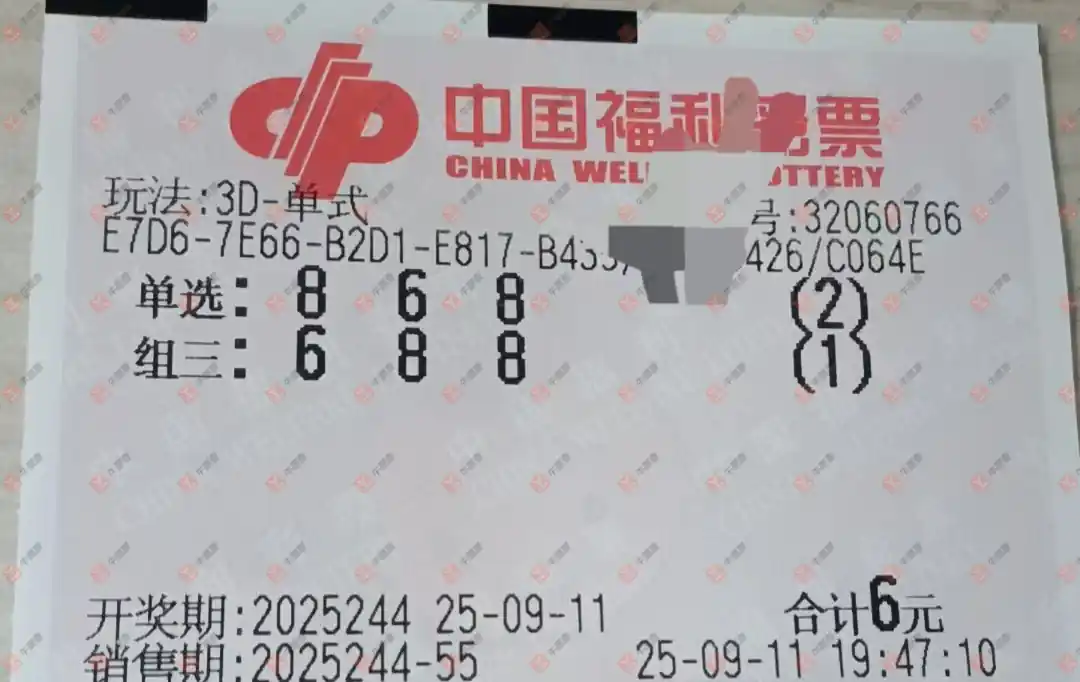 中国福利 票
CHINA WEL OTTERY
玩法:3D-单式 号:32060766
E7D6-7E66-B2D1-E817-B433/ 426/C064E
单选: 8 6 8 (2)
组三: 6 8 8 (1)
开奖期:2025244 25-09-11 合计6元
销售期:2025244-55 25-09-11 19:47:10